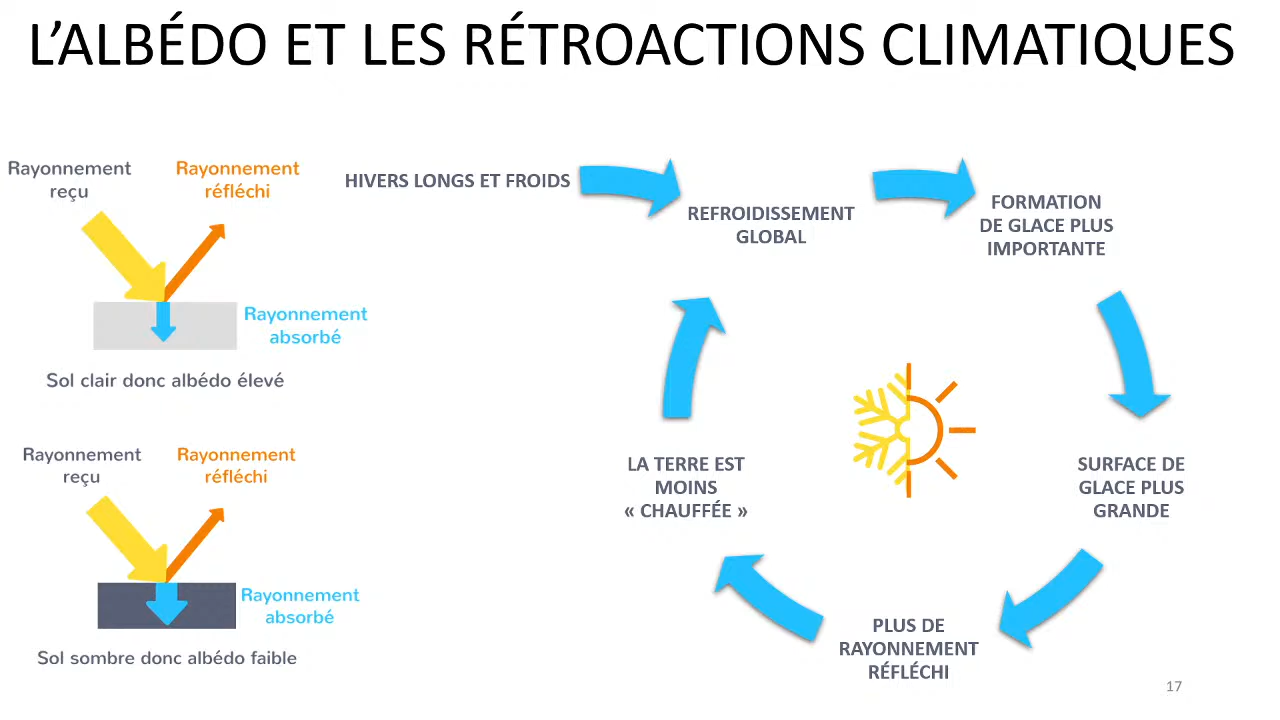 L'ALBÉDO ET LES RÉTROACTIONS CLIMATIQUES
Rayonnement
reçu
Rayonnement
réfléchi
Rayonnement
absorbé
Sol clair donc albédo élevé
Rayonnement
reçu
Rayonnement
réfléchi
Rayonnement
absorbé
Sol sombre donc albédo faible
HIVERS LONGS ET FROIDS
REFROIDISSEMENT
GLOBAL
FORMATION
DE GLACE PLUS
IMPORTANTE
SURFACE DE
GLACE PLUS
GRANDE
PLUS DE
RAYONNEMENT
RÉFLÉCHI
LA TERRE EST
MOINS
« CHAUFFÉE »
17